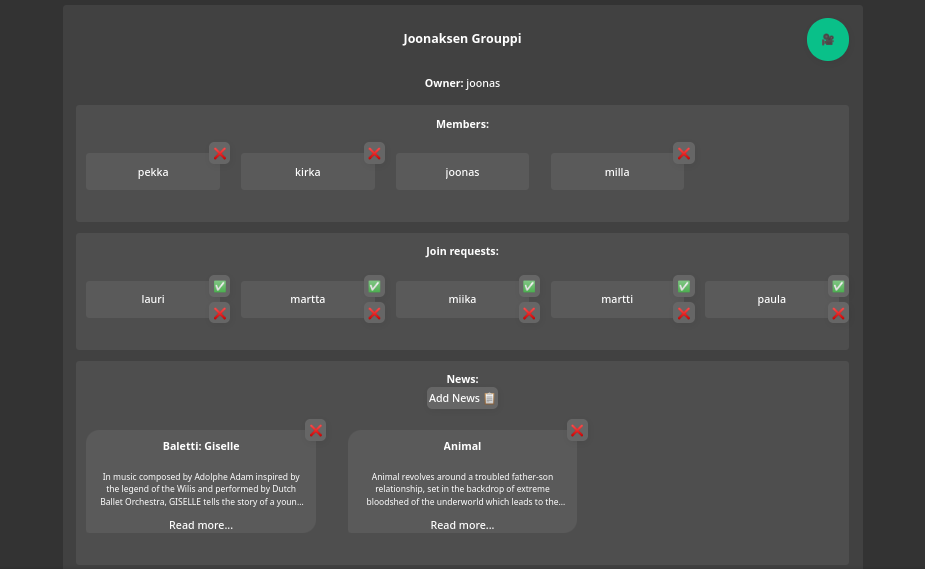 Joonaksen Grouppi
Owner: joonas
Members:
pekka
kirka
joonas
milla
Join requests:
lauri
martta
miika
martti
paula
News:
Add News
Baletti: Giselle
In music composed by Adolphe Adam inspired by
the legend of the Wilis and performed by Dutch
Ballet Orchestra, GISELLE tells the story of a youn...
Read more...
Animal
Animal revolves around a troubled father-son
relationship, set in the backdrop of extreme
bloodshed of the underworld which leads to the...
Read more...